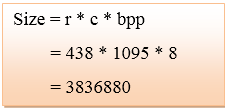 Size = r * c * bpp
= 438 * 1095 * 8
= 3836880